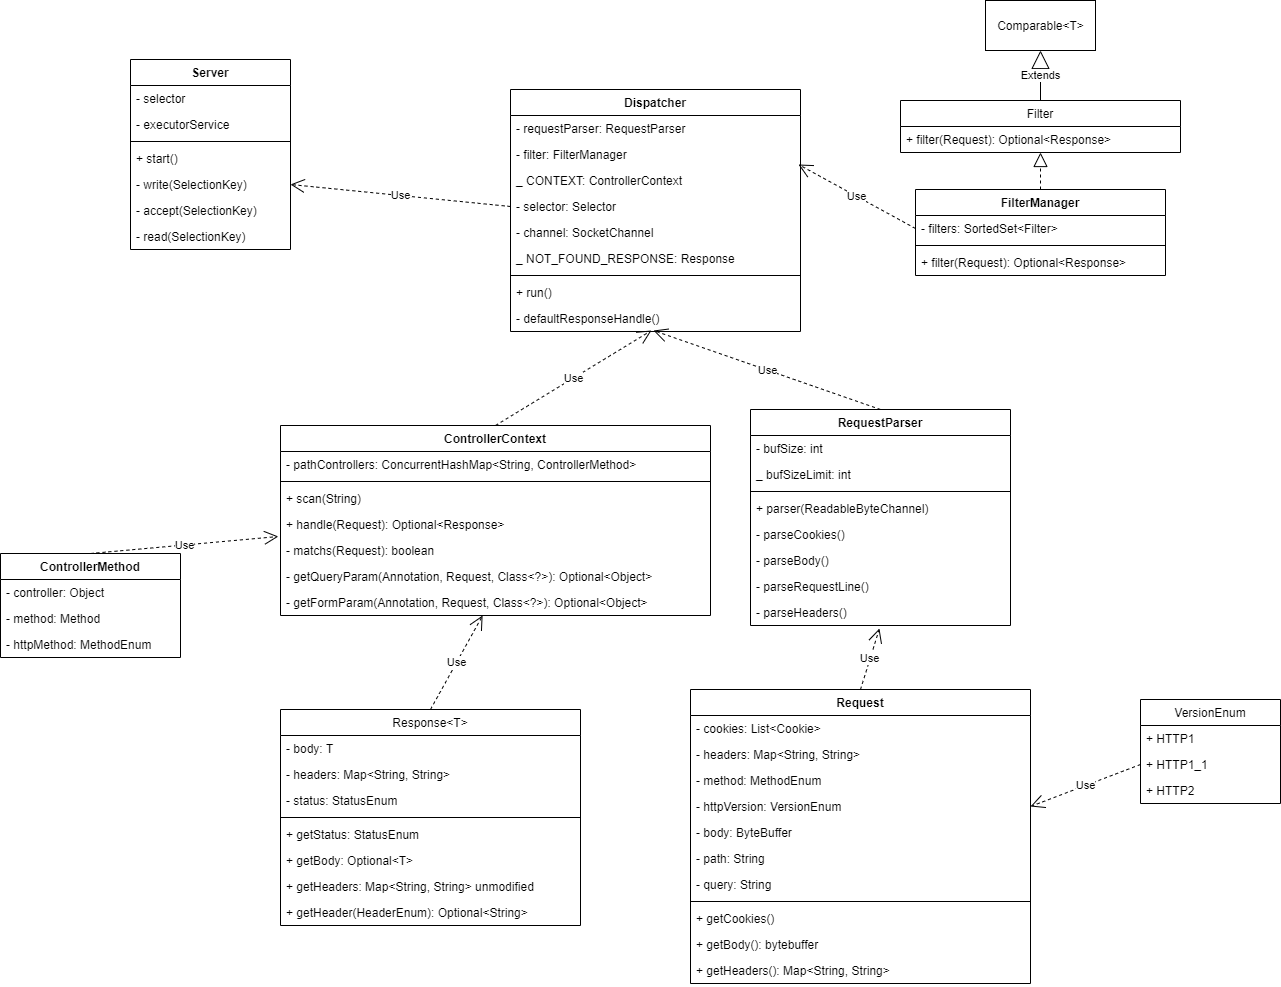 Comparable<T>
Extends
Filter
+ filter(Request): Optional<Response>
FilterManager
- filters: SortedSet<Filter>
+ filter(Request): Optional<Response>
Use
Server
- selector
- executorService
+ start()
- write(SelectionKey)
- accept(SelectionKey)
- read(SelectionKey)
Use
Dispatcher
- requestParser: RequestParser
- filter: FilterManager
_ CONTEXT: ControllerContext
- selector: Selector
- channel: SocketChannel
_ NOT_FOUND_RESPONSE: Response
+ run()
- defaultResponseHandle()
Use
Use
ControllerContext
- pathControllers: ConcurrentHashMap<String, ControllerMethod>
+ scan(String)
+ handle(Request): Optional<Response>
- matchs(Request): boolean
- getQueryParam(Annotation, Request, Class<?>): Optional<Object>
- getFormParam(Annotation, Request, Class<?>): Optional<Object>
RequestParser
- bufSize: int
_ bufSizeLimit: int
+ parser(ReadableByteChannel)
- parseCookies()
- parseBody()
- parseRequestLine()
- parseHeaders()
Use
ControllerMethod
- controller: Object
- method: Method
- httpMethod: MethodEnum
Use
Use
Response<T>
- body: T
- headers: Map<String, String>
- status: StatusEnum
+ getStatus: StatusEnum
+ getBody: Optional<T>
+ getHeaders: Map<String, String> unmodified
+ getHeader(HeaderEnum): Optional<String>
Request
- cookies: List<Cookie>
- headers: Map<String, String>
- method: MethodEnum
- httpVersion: VersionEnum
- body: ByteBuffer
- path: String
- query: String
+ getCookies()
+ getBody(): bytebuffer
+ getHeaders(): Map<String, String>
Use
VersionEnum
+ HTTP1
+ HTTP1_1
+ HTTP2